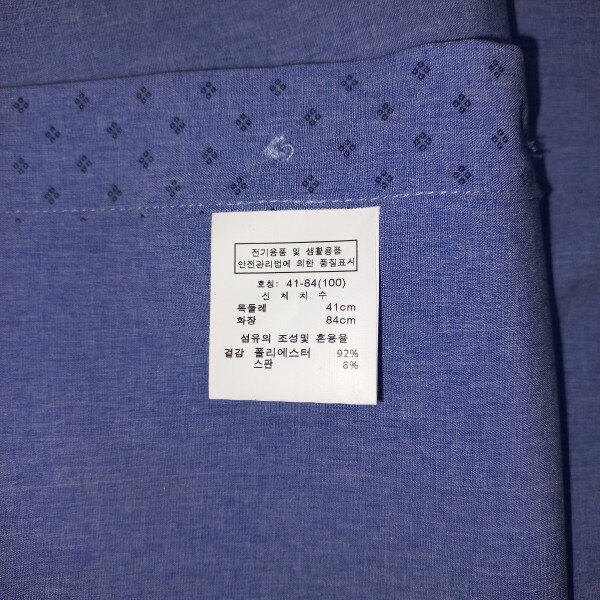 전기용품 및 생활용품
안전관리법에 의한 품질표시
호칭: 41-84(100)
신 체 치 수
목둘레 41cm
화장 84cm
섬유의 조성및 혼용율
겉감 폴리에스터 92%
스판 8%